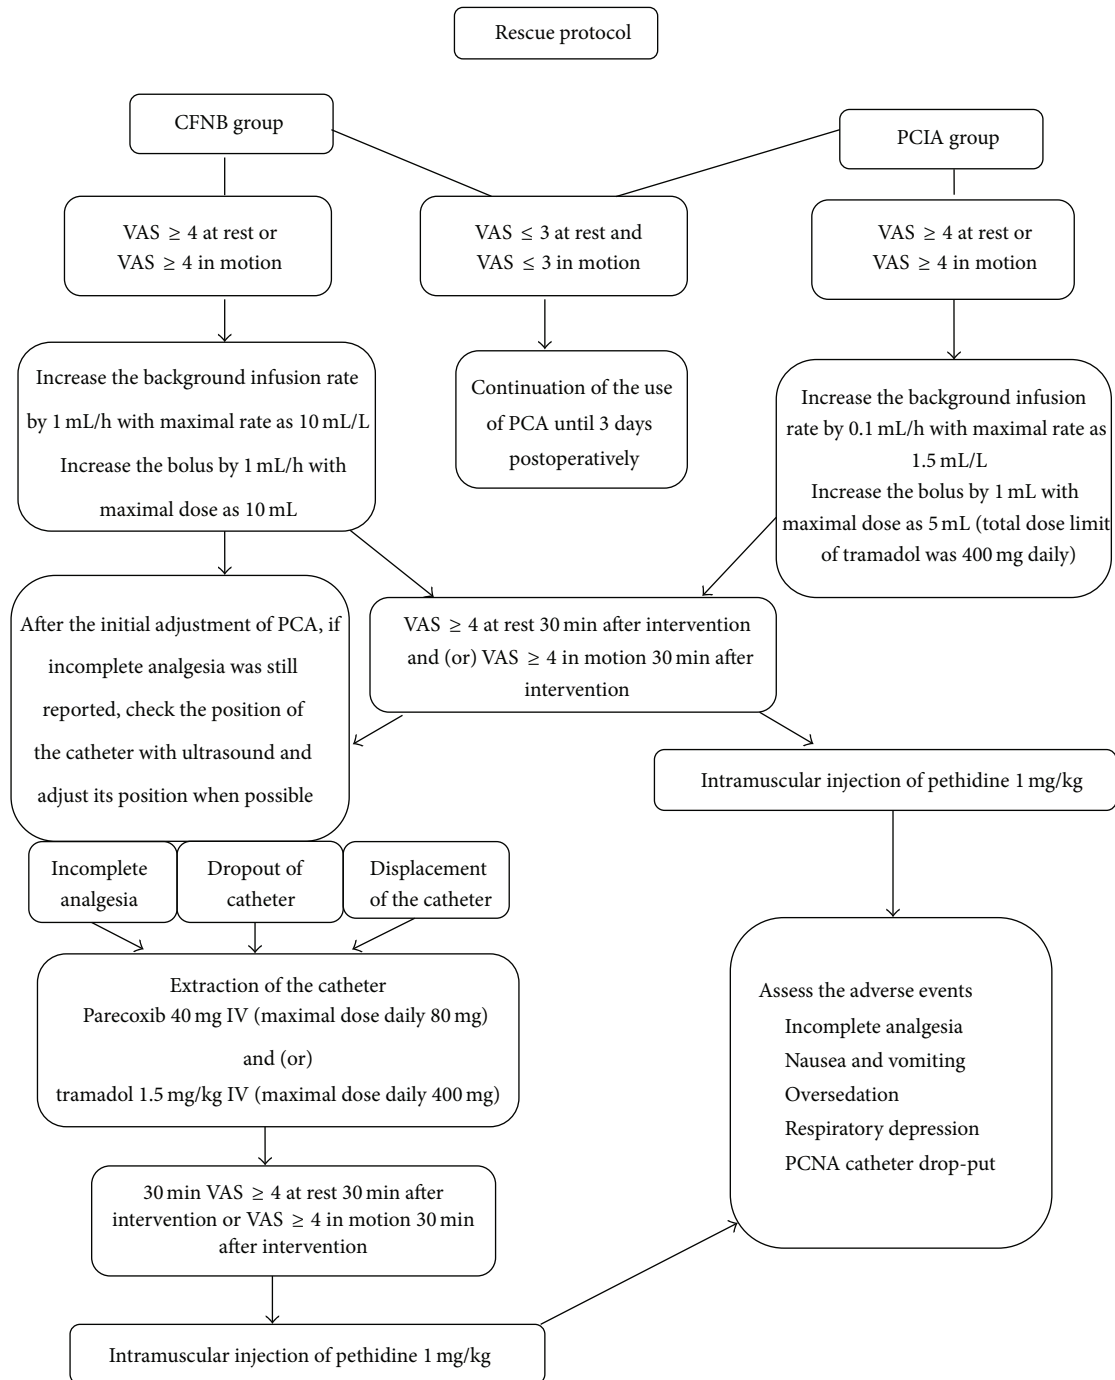 Rescue protocol
CFNB group
PCIA group
VAS ≥ 4 at rest or
VAS ≥ 4 in motion
VAS ≤ 3 at rest and
VAS ≤ 3 in motion
VAS ≥ 4 at rest or
VAS ≥ 4 in motion
Increase the background infusion rate
by 1 mL/h with maximal rate as 10 mL/L
Increase the bolus by 1 mL/h with
maximal dose as 10 mL
Continuation of the use
of PCA until 3 days
postoperatively
Increase the background infusion
rate by 0.1 mL/h with maximal rate as
1.5 mL/L
Increase the bolus by 1 mL with
maximal dose as 5 mL (total dose limit
of tramadol was 400 mg daily)
After the initial adjustment of PCA, if
incomplete analgesia was still
reported, check the position of
the catheter with ultrasound and
adjust its position when possible
VAS ≥ 4 at rest 30 min after intervention
and (or) VAS ≥ 4 in motion 30 min after
intervention
Intramuscular injection of pethidine 1 mg/kg
Incomplete
analgesia
Dropout of
catheter
Displacement
of the catheter
Extraction of the catheter
Parecoxib 40 mg IV (maximal dose daily 80 mg)
and (or)
tramadol 1.5 mg/kg IV (maximal dose daily 400 mg)
Assess the adverse events
Incomplete analgesia
Nausea and vomiting
Oversedation
Respiratory depression
PCNA catheter drop-put
30 min VAS ≥ 4 at rest 30 min after
intervention or VAS ≥ 4 in motion 30 min
after intervention
Intramuscular injection of pethidine 1 mg/kg